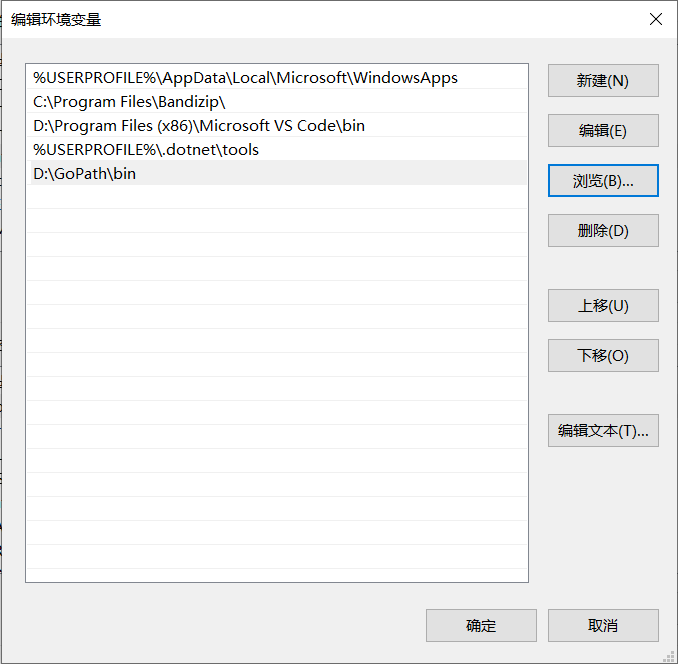 编辑环境变量
%USERPROFILE%\AppData\Local\Microsoft\WindowsApps
C:\Program Files\Bandizip\
D:\Program Files (x86)\Microsoft VS Code\bin
%USERPROFILE%\.dotnet\tools
D:\GoPath\bin
新建(N)
编辑(E)
浏览(B)...
删除(D)
上移(U)
下移(O)
编辑文本(T)...
确定
取消